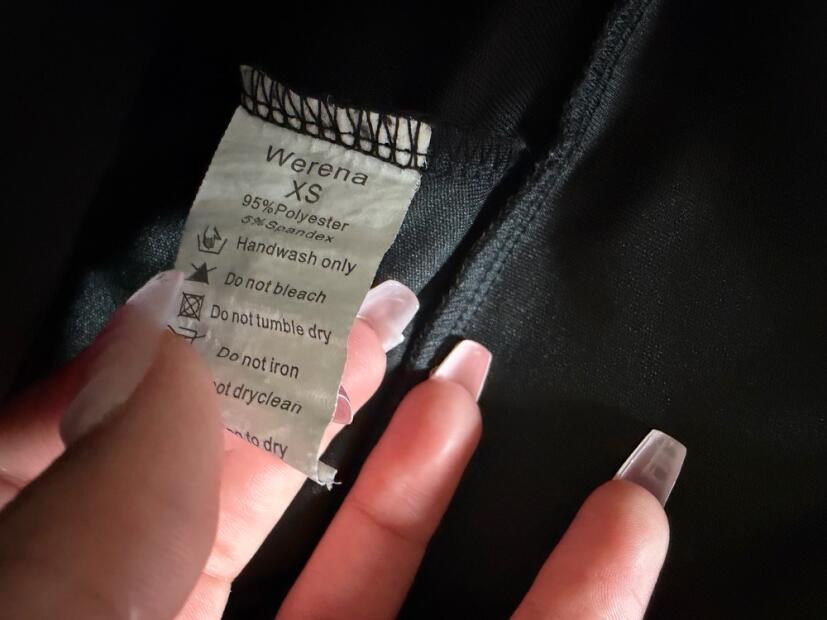 Werena
XS
95%Polyester
5%Spandex
Handwash only
Do not bleach
Do not tumble dry
Do not iron
not dryclean
to dry